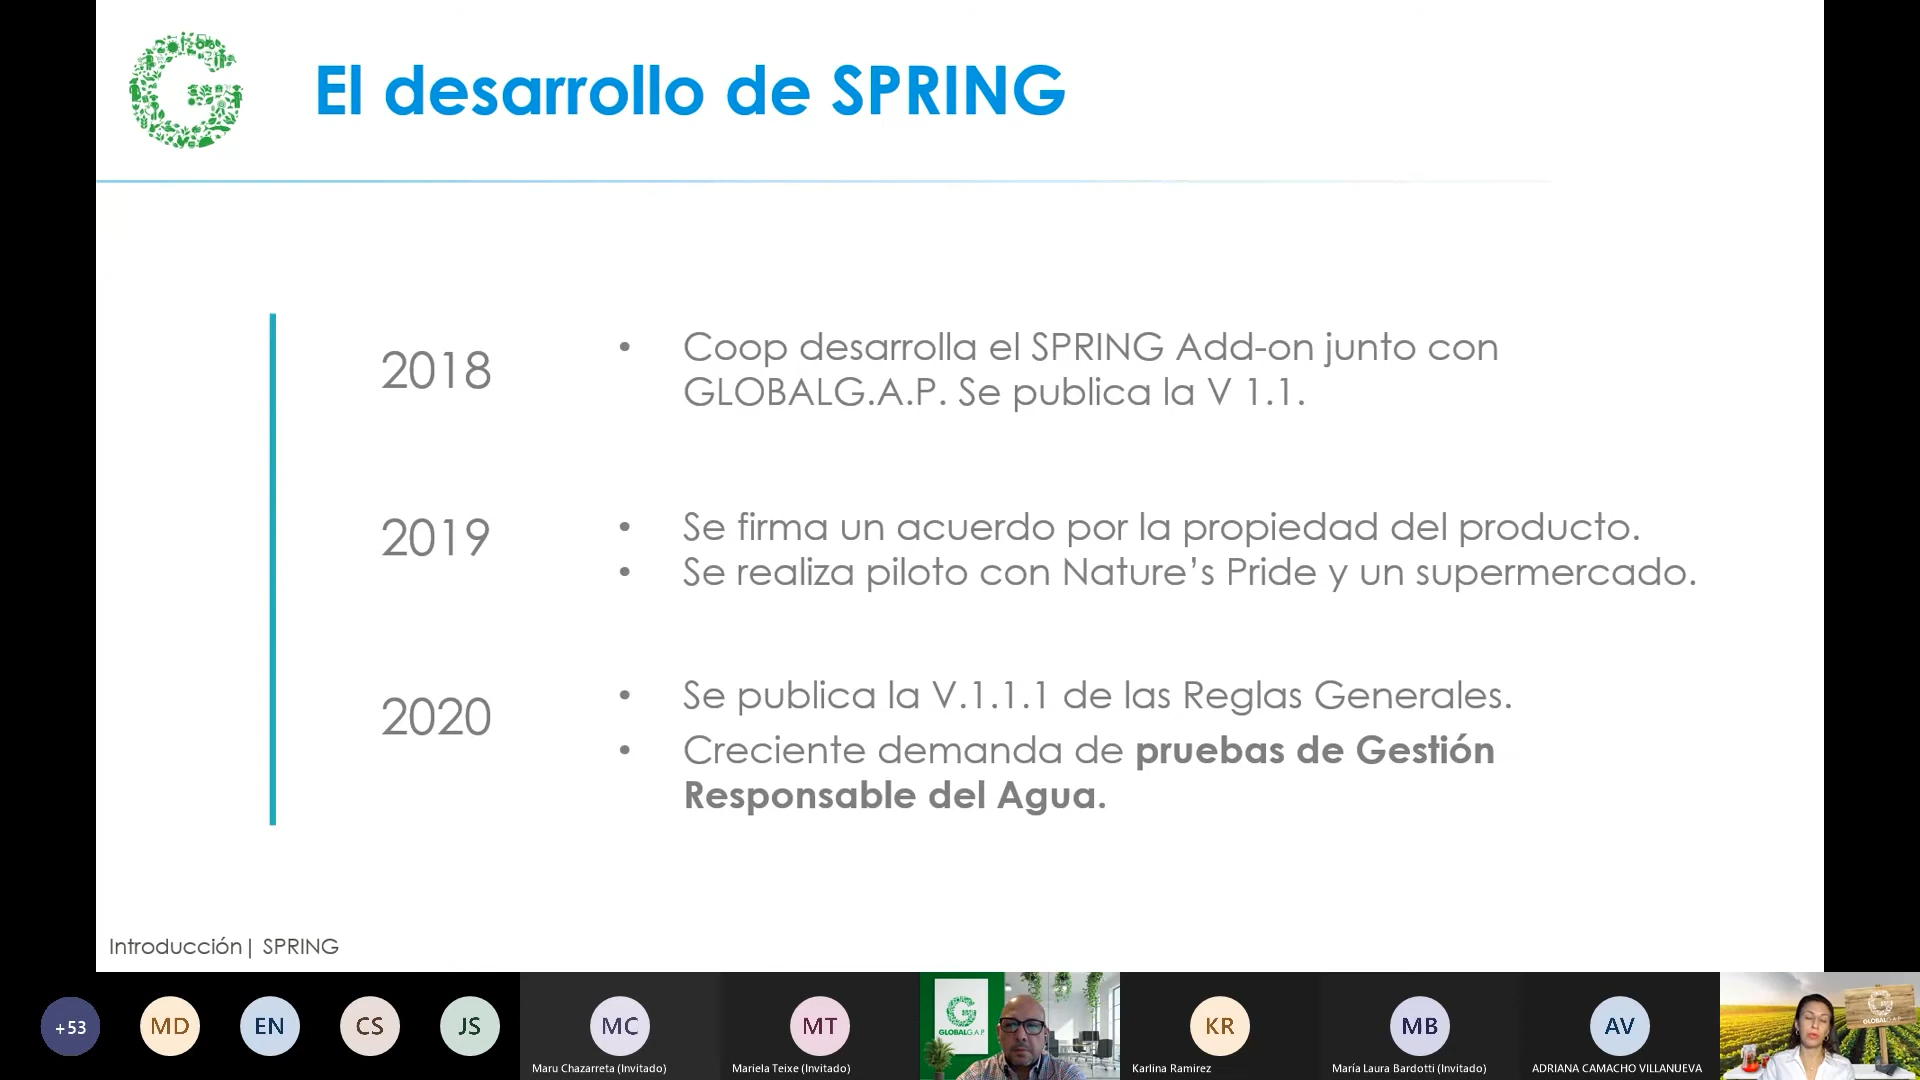 El desarrollo de SPRING
2018
• Coop desarrolla el SPRING Add-on junto con
GLOBALG.A.P. Se publica la V 1.1.
2019
• Se firma un acuerdo por la propiedad del producto.
• Se realiza piloto con Nature’s Pride y un supermercado.
2020
• Se publica la V.1.1.1 de las Reglas Generales.
• Creciente demanda de pruebas de Gestión
Responsable del Agua.
Introducción| SPRING
+53
MD
EN
CS
JS
MC
Maru Chazarreta (Invitado)
MT
Mariela Teixe (Invitado)
GLOBALG.A.P.
KR
Karlina Ramirez
MB
María Laura Bardotti (Invitado)
AV
ADRIANA CAMACHO VILLANUEVA
GLOBALG.A.P.